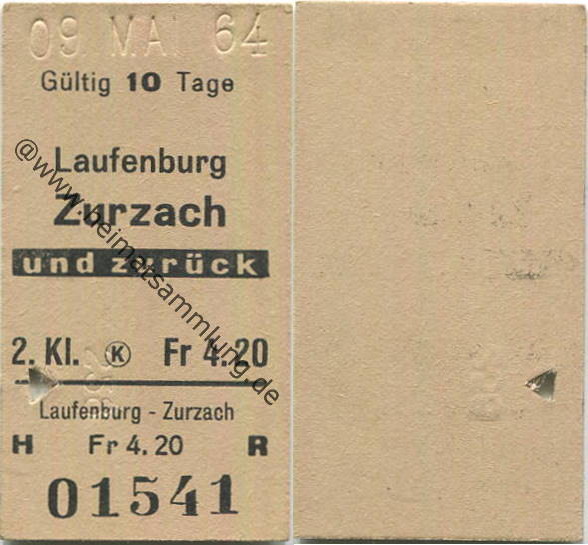 09 MAI 64
Gültig 10 Tage
Laufenburg
Zurzach
und zurück
2. Kl. K Fr 4.20
Laufenburg - Zurzach
H Fr 4.20 R
01541
@www.heimatsammlung.de